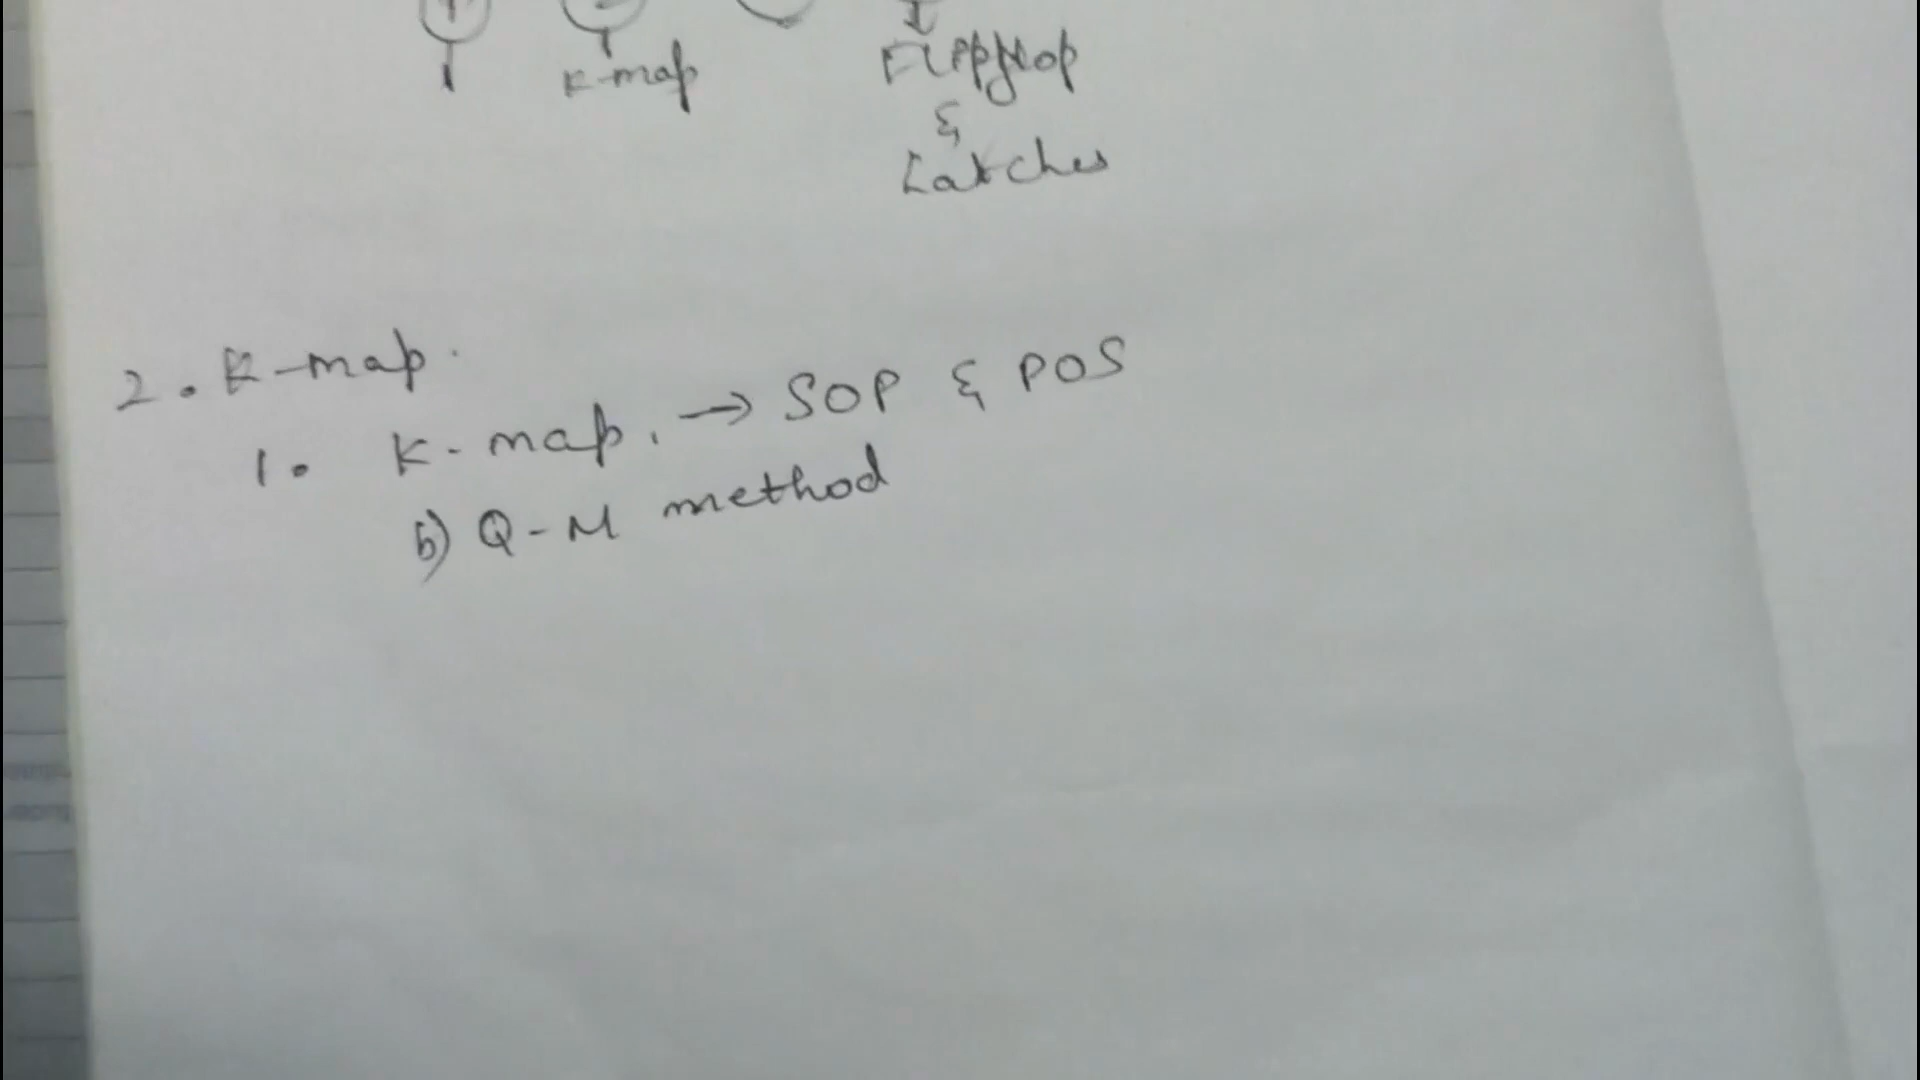 K-map
Flipflop
&
Latches
2. K-map.
1. K-map. → SOP & POS
b) Q-M method